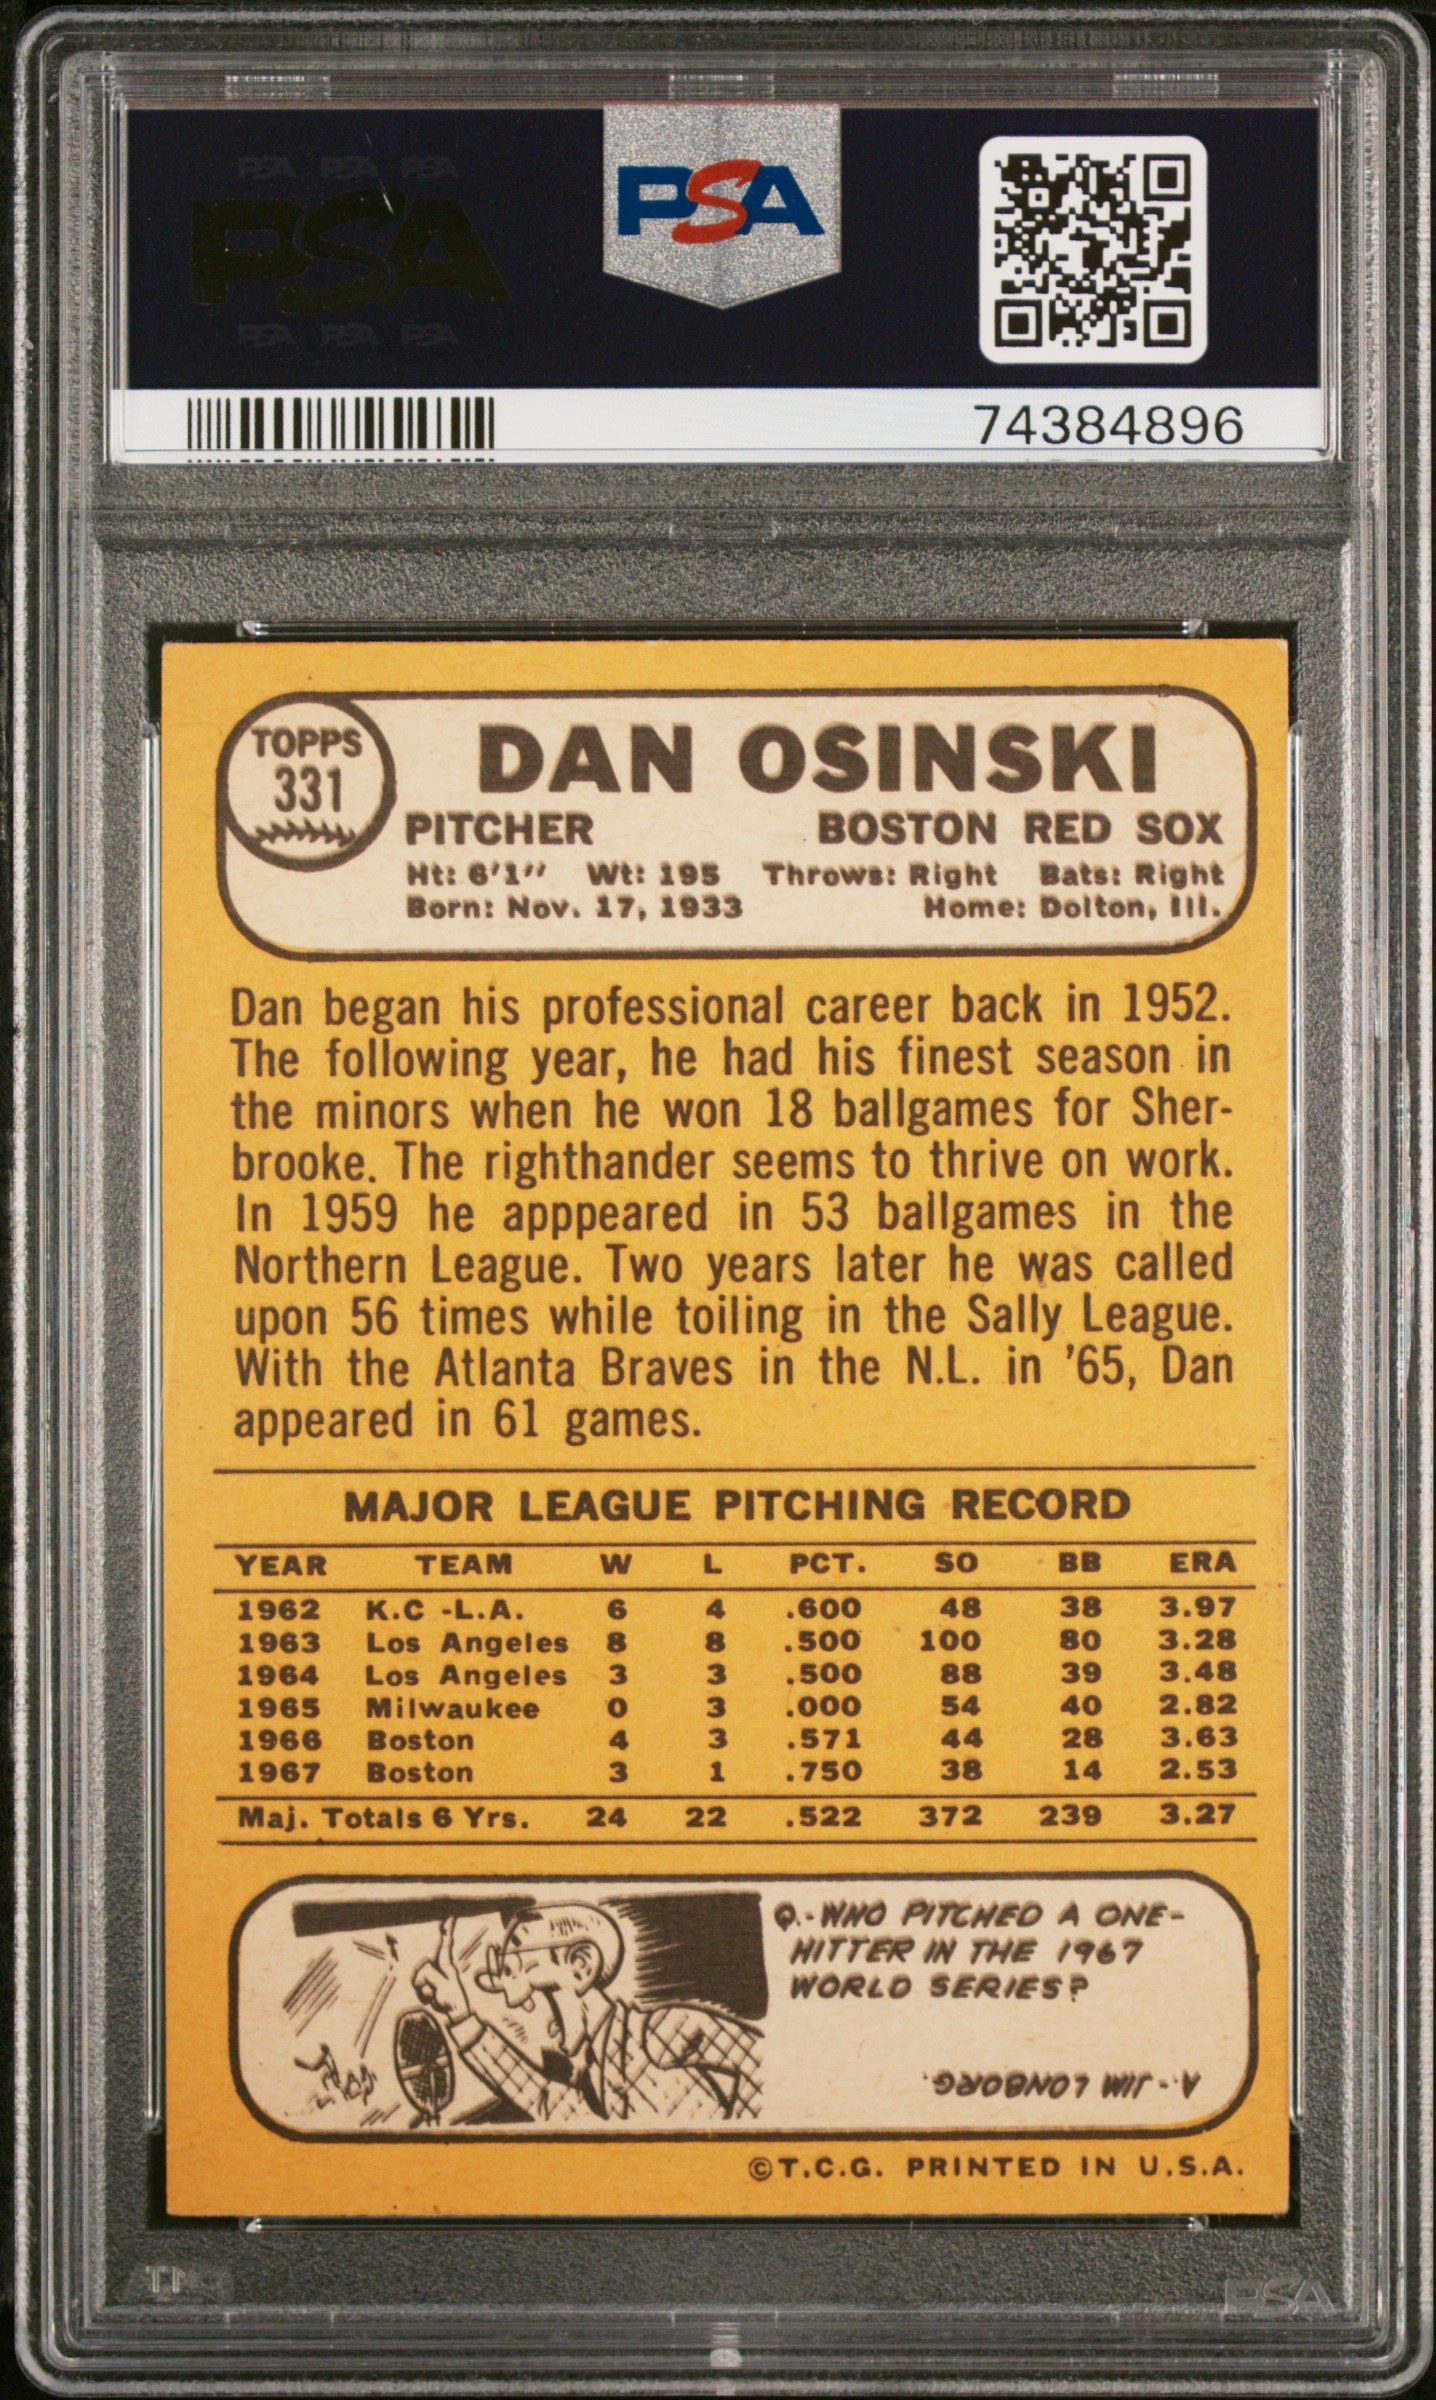 PSA PSA PSA
PSA
PSA PSA PSA
PSA
74384896
TOPPS
331
DAN OSINSKI
PITCHER BOSTON RED SOX
Ht: 6'1" Wt: 195 Throws: Right Bats: Right
Born: Nov. 17, 1933 Home: Dolton, Ill.
Dan began his professional career back in 1952.
The following year, he had his finest season in
the minors when he won 18 ballgames for Sher-
brooke. The righthander seems to thrive on work.
In 1959 he apppeared in 53 ballgames in the
Northern League. Two years later he was called
upon 56 times while toiling in the Sally League.
With the Atlanta Braves in the N.L. in '65, Dan
appeared in 61 games.
MAJOR LEAGUE PITCHING RECORD
YEAR TEAM W L PCT. SO BB ERA
1962 K.C -L.A. 6 4 .600 48 38 3.97
1963 Los Angeles 8 8 .500 100 80 3.28
1964 Los Angeles 3 3 .500 88 39 3.48
1965 Milwaukee 0 3 .000 54 40 2.82
1966 Boston 4 3 .571 44 28 3.63
1967 Boston 3 1 .750 38 14 2.53
Maj. Totals 6 Yrs. 24 22 .522 372 239 3.27
Q.-WHO PITCHED A ONE-
HITTER IN THE 1967
WORLD SERIES?
A.-JIM LONBORG.
©T.C.G. PRINTED IN U.S.A.
PSA